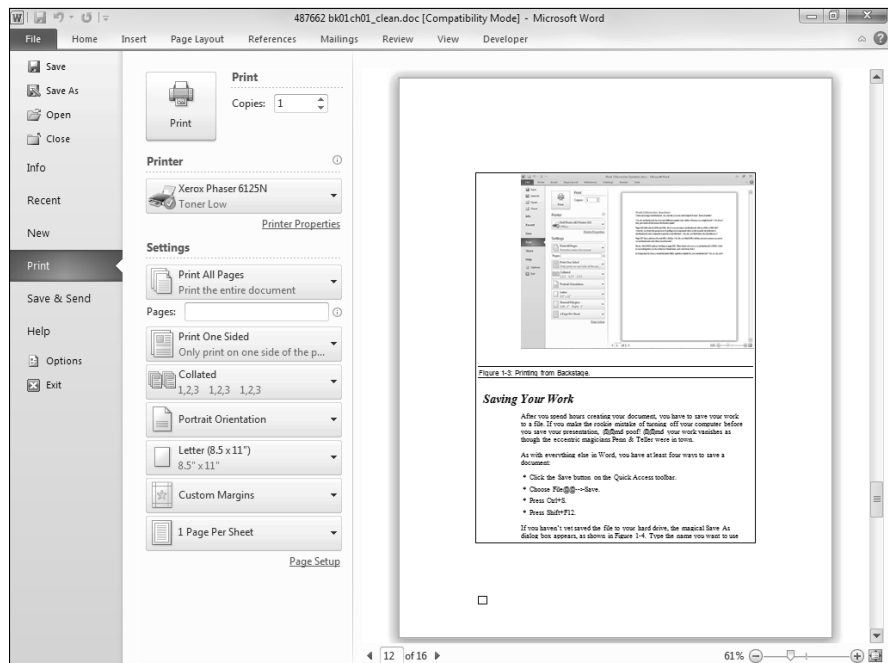 487662 bk01ch01_clean.doc [Compatibility Mode] - Microsoft Word
File Home Insert Page Layout References Mailings Review View Developer
Save
Save As
Open
Close
Info
Recent
New
Print
Save & Send
Help
Options
Exit
Print
Print
Copies: 1
Printer
Xerox Phaser 6125N
Toner Low
Printer Properties
Settings
Print All Pages
Print the entire document
Pages:
Print One Sided
Only print on one side of the p...
Collated
1,2,3 1,2,3 1,2,3
Portrait Orientation
Letter (8.5 x 11")
8.5" x 11"
Custom Margins
1 Page Per Sheet
Page Setup
Figure 1-3: Printing from Backstage.
Saving Your Work
After you spend hours creating your document, you have to save your work
to a file. If you make the rookie mistake of turning off your computer before
you save your presentation, @@md poof! @@md your work vanishes as
though the eccentric magicians Penn & Teller were in town.
As with everything else in Word, you have at least four ways to save a
document:
* Click the Save button on the Quick Access toolbar.
* Choose File@@-->Save.
* Press Ctrl+S.
* Press Shift+F12.
If you haven't yet saved the file to your hard drive, the magical Save As
dialog box appears, as shown in Figure 1-4. Type the name you want to use
12 of 16
61%